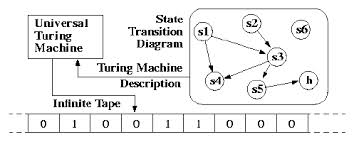 Universal
Turing
Machine
State
Transition
Diagram
s1
s2
s6
s3
s4
s5
h
Turing Machine
Description
Infinite Tape
0 1 0 0 1 1 0 0 0